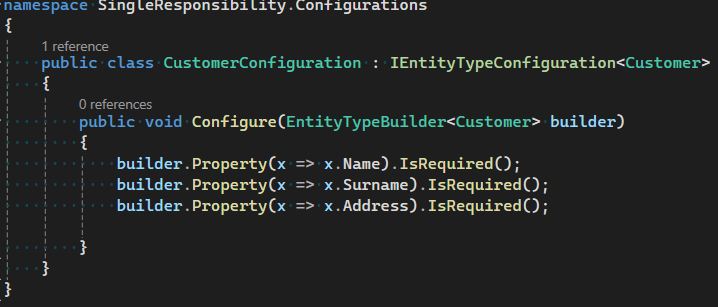 namespace SingleResponsibility.Configurations
{
1 reference
public class CustomerConfiguration : IEntityTypeConfiguration<Customer>
{
0 references
public void Configure(EntityTypeBuilder<Customer> builder)
{
builder.Property(x => x.Name).IsRequired();
builder.Property(x => x.Surname).IsRequired();
builder.Property(x => x.Address).IsRequired();
}
}
}